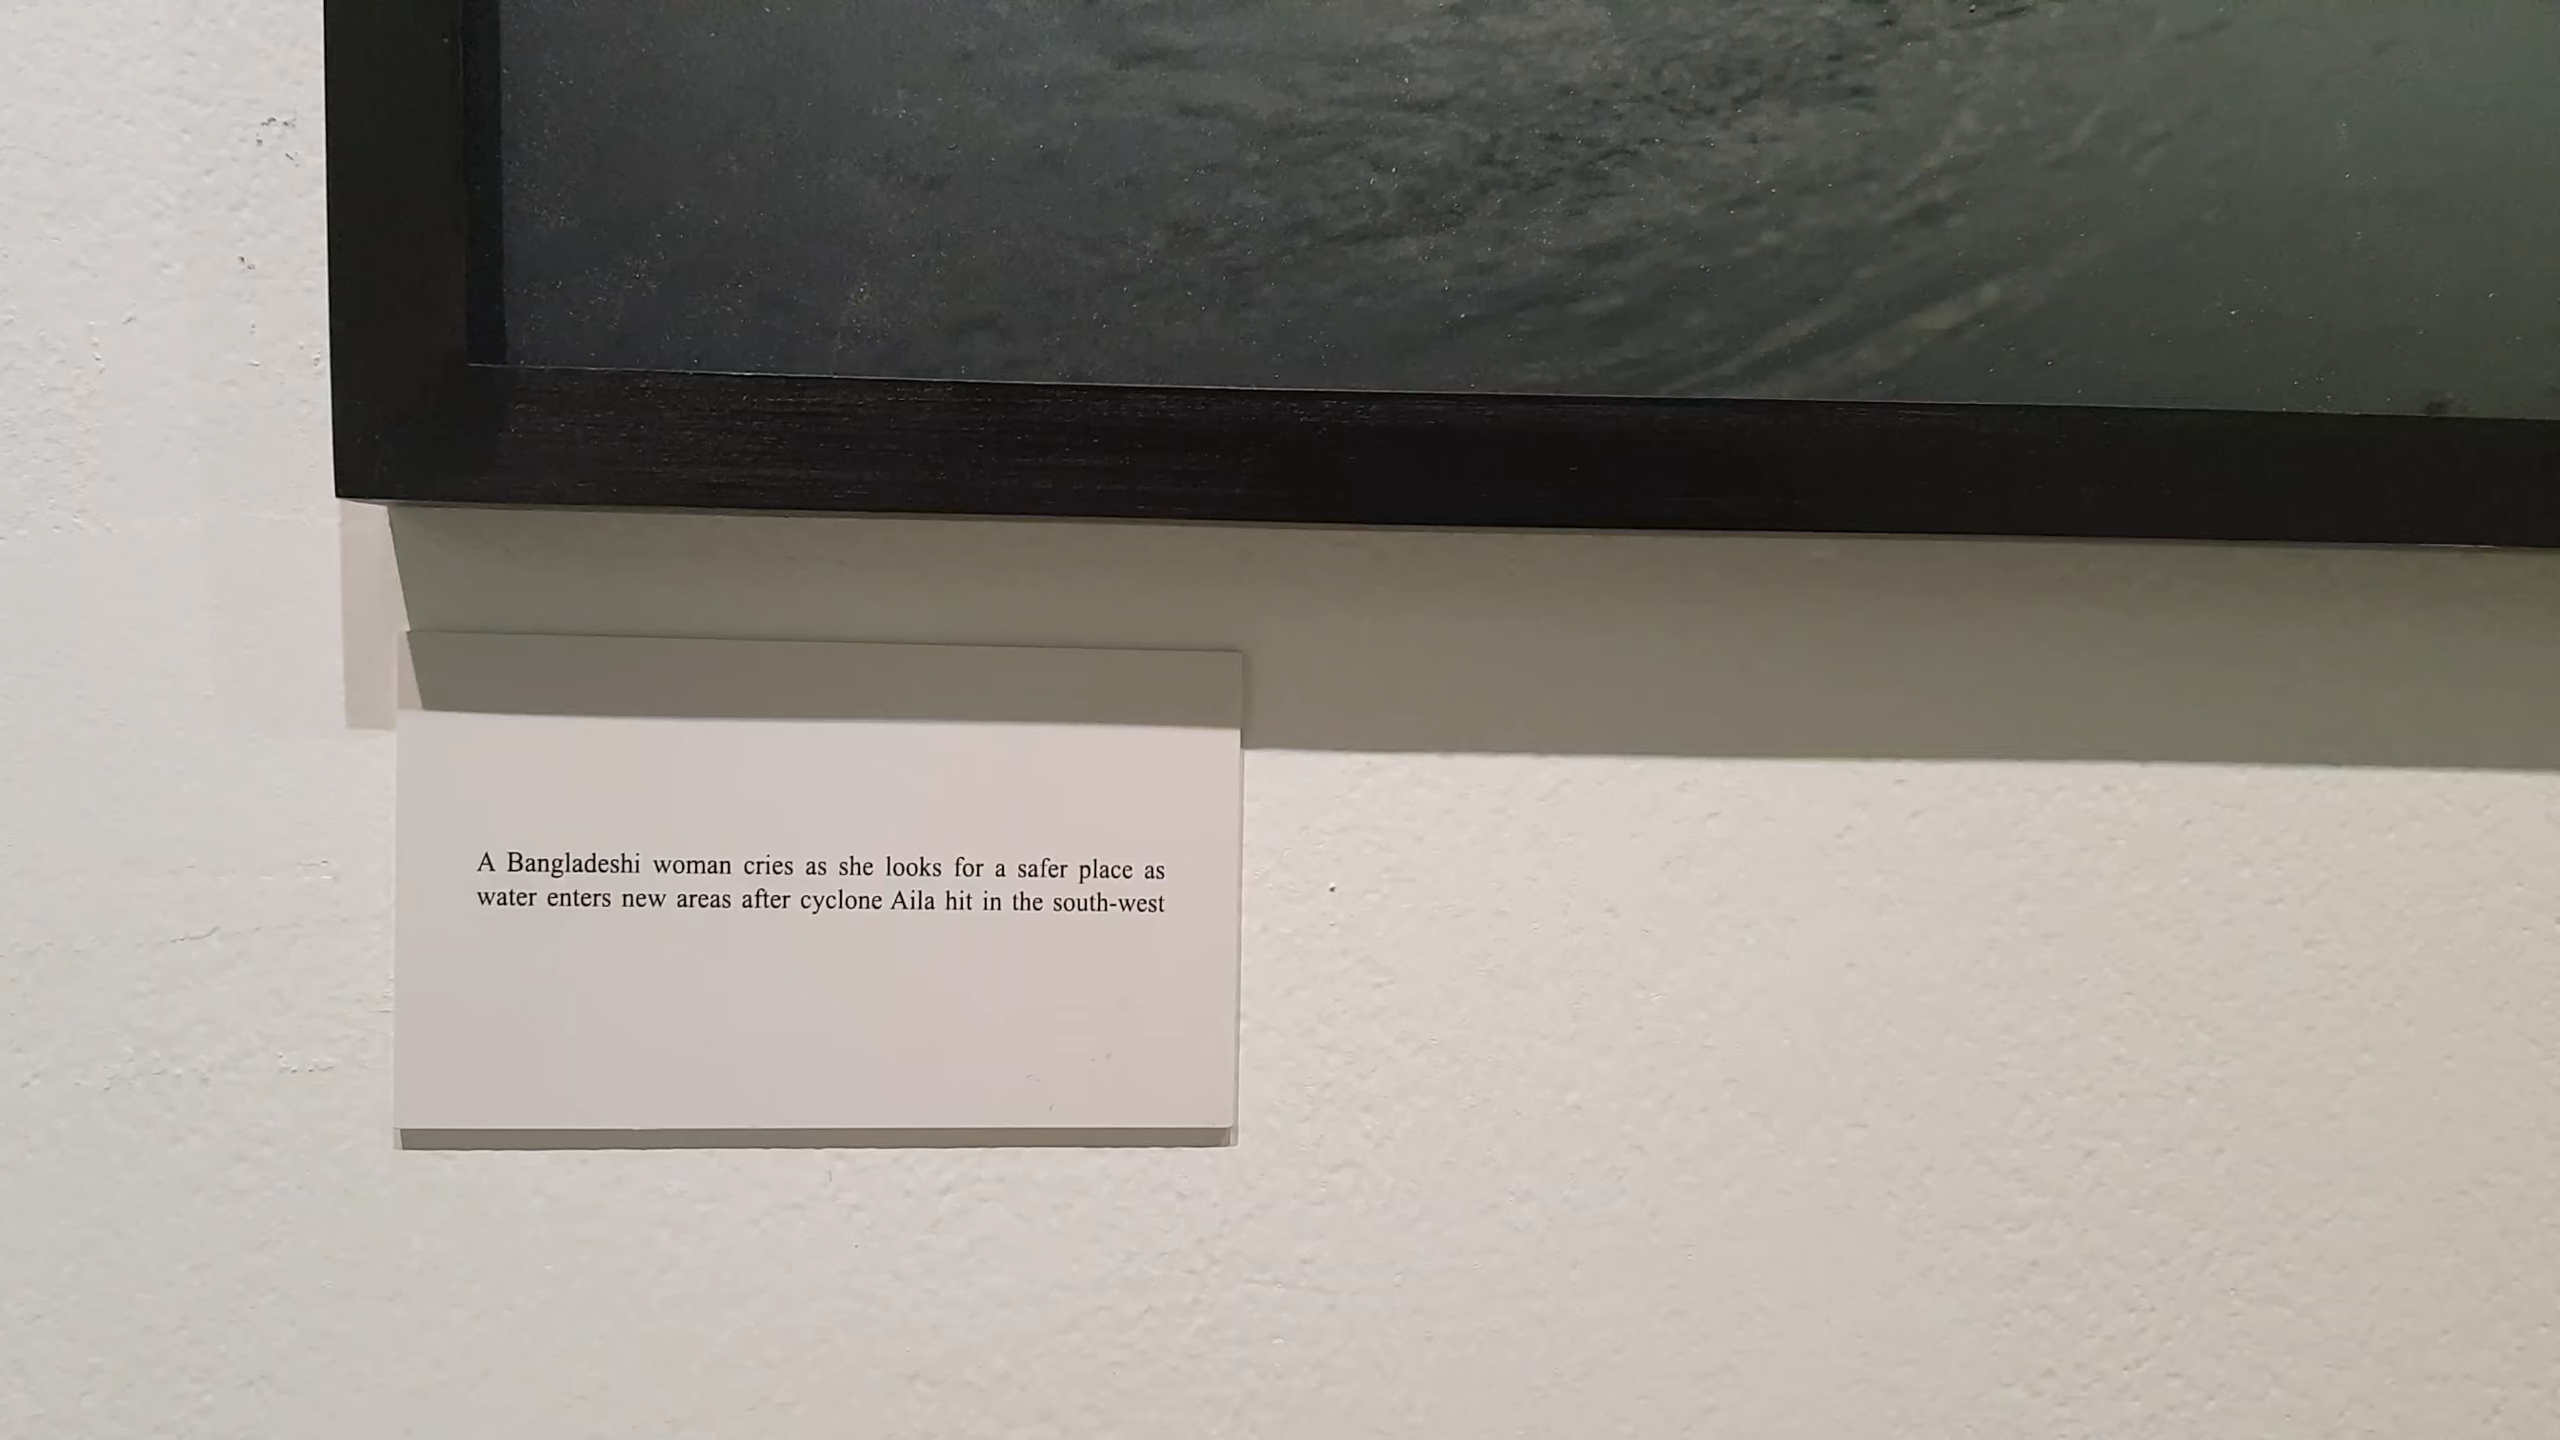 A Bangladeshi woman cries as she looks for a safer place as
water enters new areas after cyclone Aila hit in the south-west